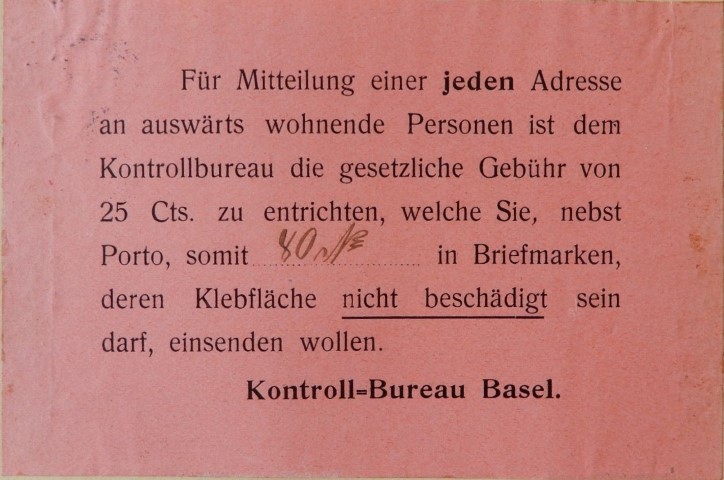 Für Mitteilung einer jeden Adresse
an auswärts wohnende Personen ist dem
Kontrollbureau die gesetzliche Gebühr von
25 Cts. zu entrichten, welche Sie, nebst
Porto, somit 80 in Briefmarken,
deren Klebfläche nicht beschädigt sein
darf, einsenden wollen.
Kontroll=Bureau Basel.